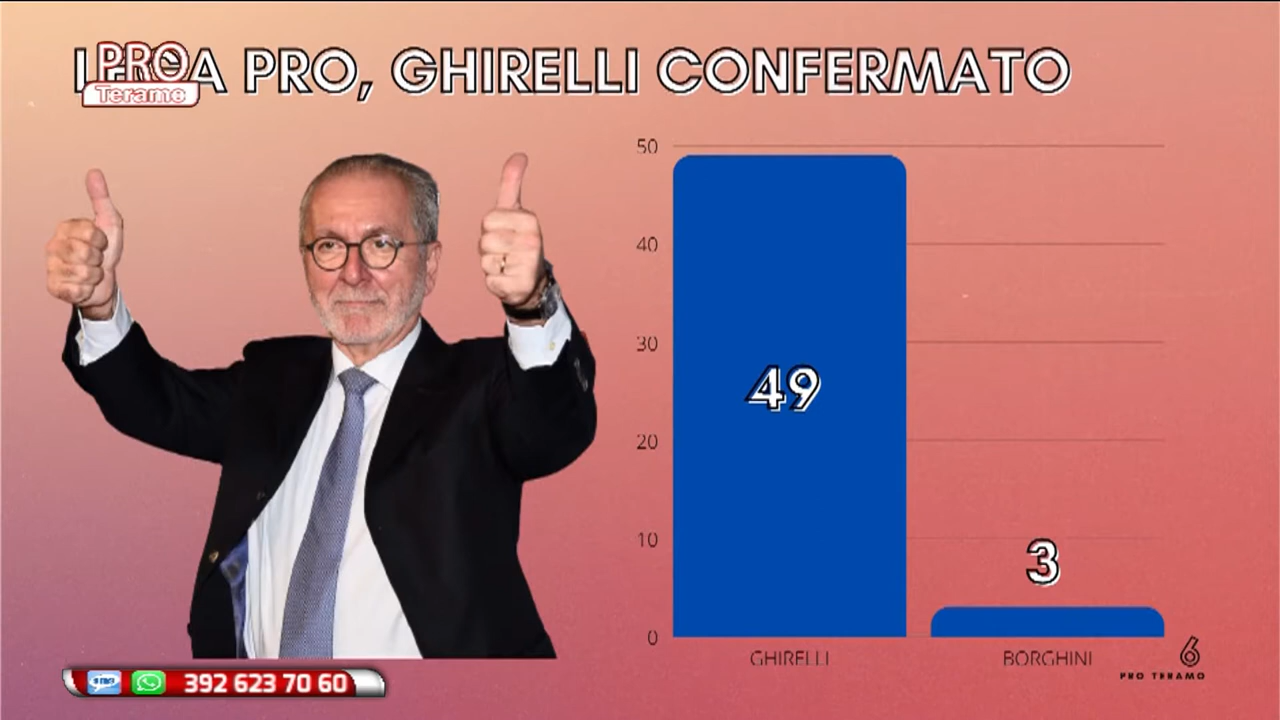 PRO, GHIRELLI CONFERMATO
PRO
Teramo
50
40
30
20
10
0
49
3
GHIRELLI
BORGHINI
6
PRO TERAMO
392 623 70 60